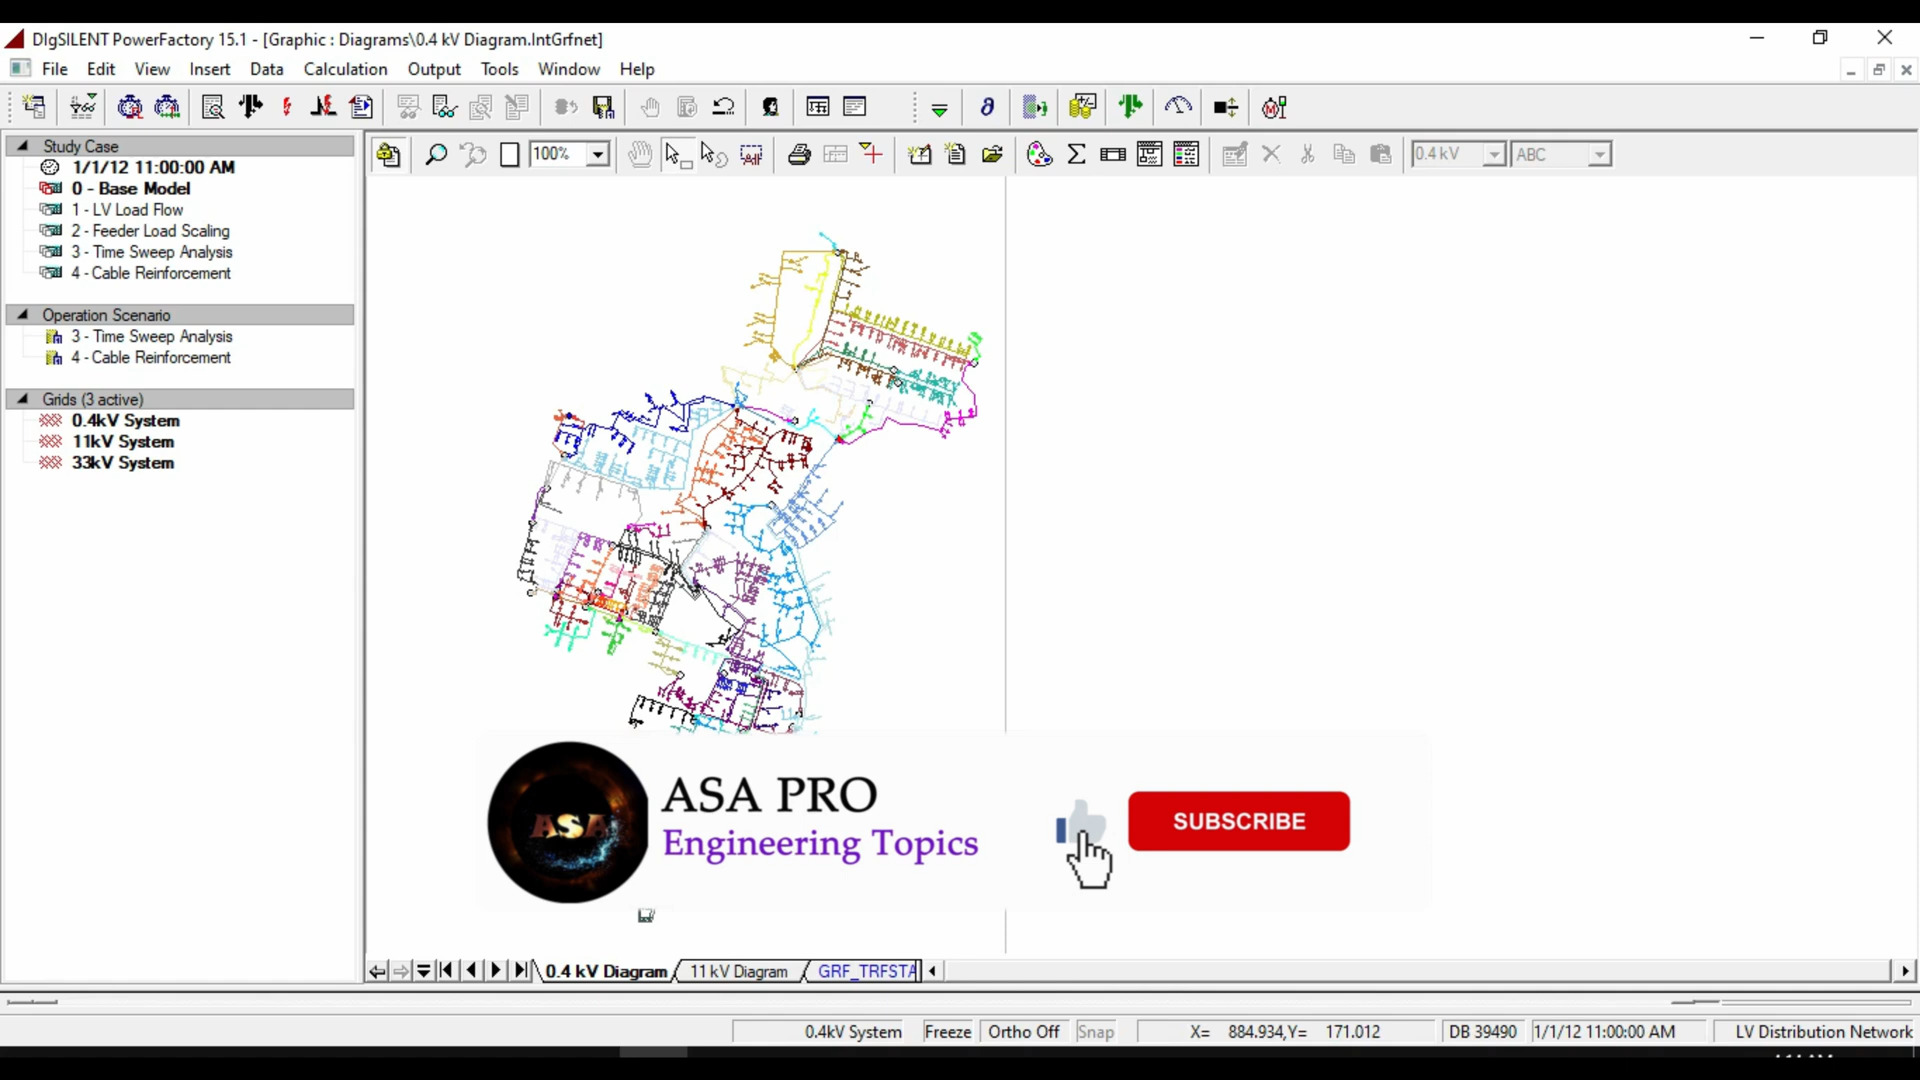 DIgSILENT PowerFactory 15.1 - [Graphic : Diagrams\0.4 kV Diagram.IntGrfnet]
File Edit View Insert Data Calculation Output Tools Window Help
100%
0.4 kV
ABC
Study Case
1/1/12 11:00:00 AM
0 - Base Model
1 - LV Load Flow
2 - Feeder Load Scaling
3 - Time Sweep Analysis
4 - Cable Reinforcement
Operation Scenario
3 - Time Sweep Analysis
4 - Cable Reinforcement
Grids (3 active)
0.4kV System
11kV System
33kV System
ASA
ASA PRO
Engineering Topics
SUBSCRIBE
0.4 kV Diagram 11 kV Diagram GRF_TRFSTA
0.4kV System Freeze Ortho Off Snap X= 884.934,Y= 171.012 DB 39490 1/1/12 11:00:00 AM LV Distribution Network